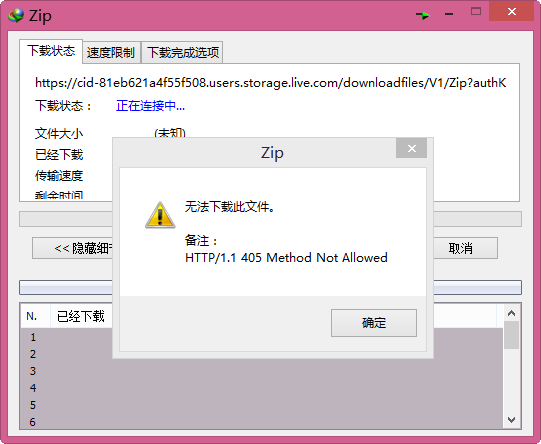 Zip
下载状态 速度限制 下载完成选项
https://cid-81eb621a4f55f508.users.storage.live.com/downloadfiles/V1/Zip?authK
下载状态： 正在连接中...
文件大小 (未知)
已经下载
传输速度
剩余时间
Zip
无法下载此文件。
备注：
HTTP/1.1 405 Method Not Allowed
确定
<< 隐藏细节 取消
N. 已经下载
1
2
3
4
5
6